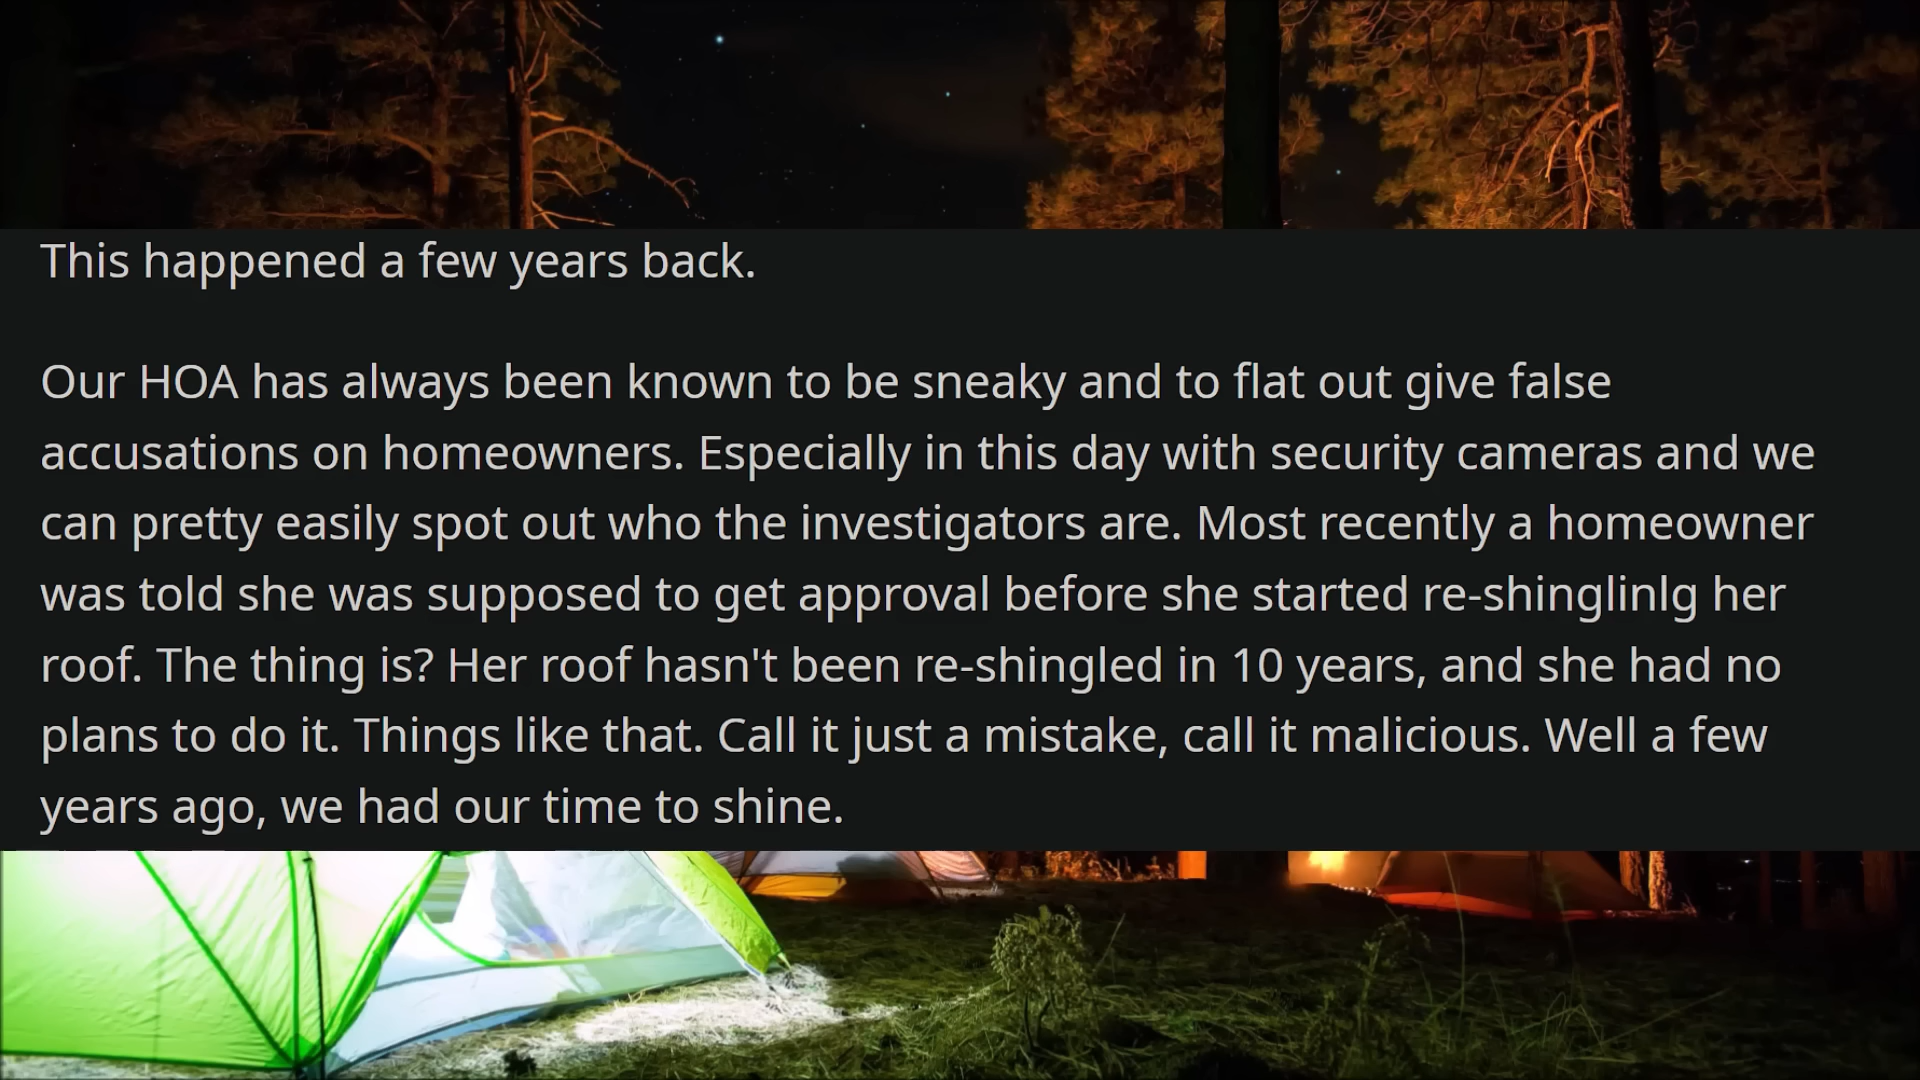 This happened a few years back.
Our HOA has always been known to be sneaky and to flat out give false
accusations on homeowners. Especially in this day with security cameras and we
can pretty easily spot out who the investigators are. Most recently a homeowner
was told she was supposed to get approval before she started re-shinglinlg her
roof. The thing is? Her roof hasn't been re-shingled in 10 years, and she had no
plans to do it. Things like that. Call it just a mistake, call it malicious. Well a few
years ago, we had our time to shine.